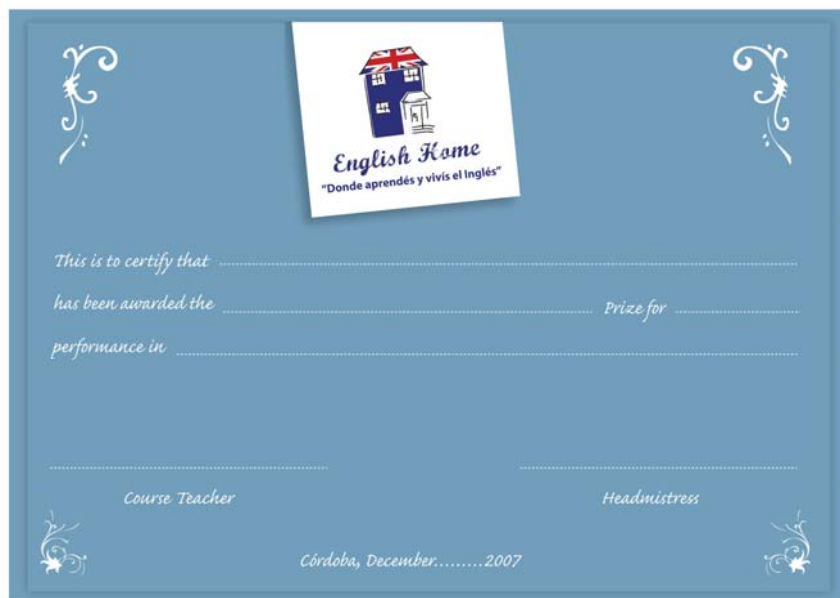 English Home
"Donde aprendés y vivís el Inglés"
This is to certify that
has been awarded the Prize for
performance in
Course Teacher Headmistress
Córdoba, December.........2007